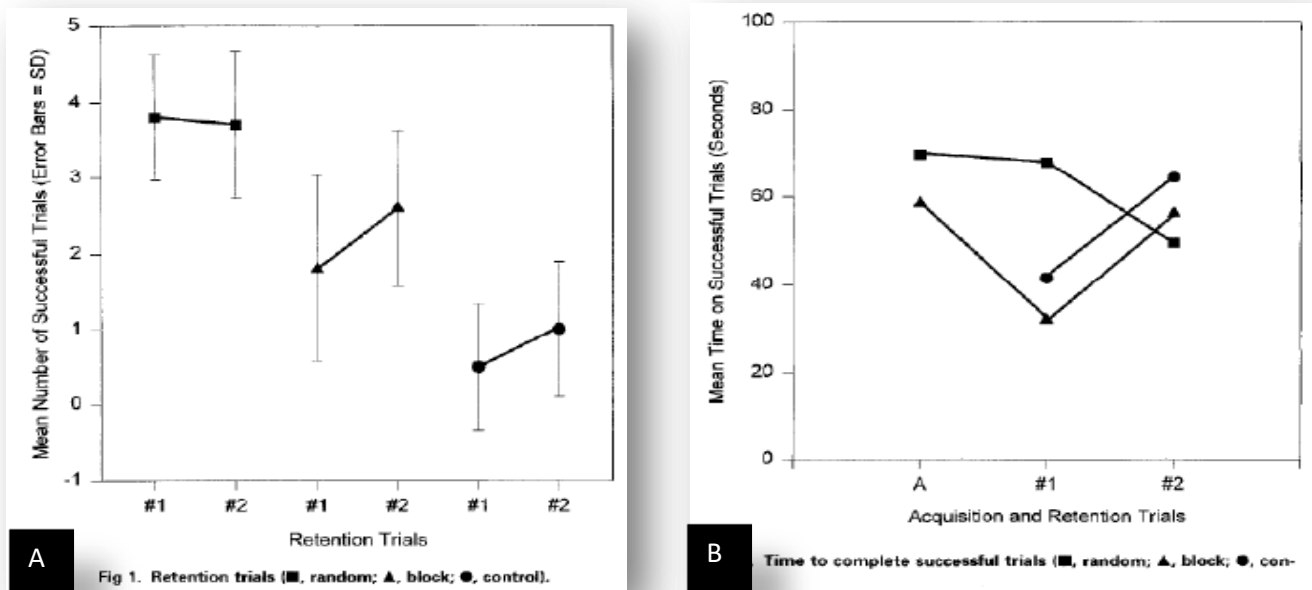 Mean Number of Successful Trials (Error Bars = SD)
5
4
3
2
1
0
-1
#1 #2 #1 #2 #1 #2
Retention Trials
A
Fig 1. Retention trials (■, random; ▲, block; ●, control).
Mean Time on Successful Trials (Seconds)
100
80
60
40
20
0
A #1 #2
Acquisition and Retention Trials
B
. Time to complete successful trials (■, random; ▲, block; ●, con-